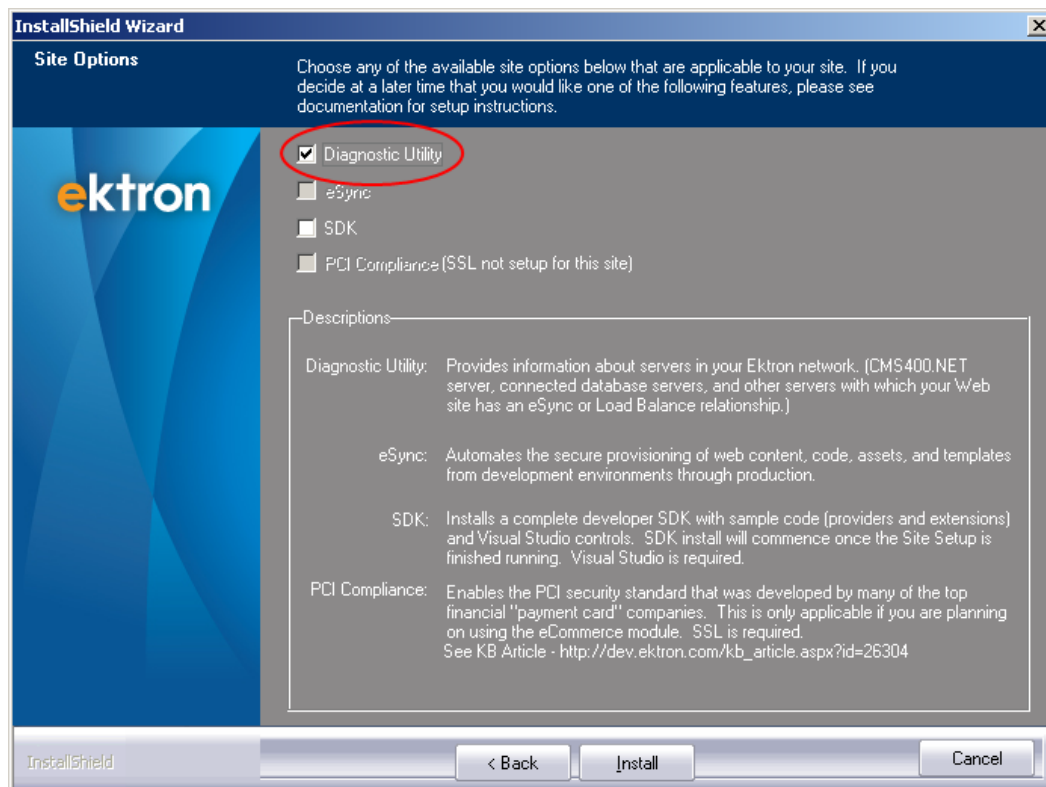 InstallShield Wizard
Site Options
Choose any of the available site options below that are applicable to your site. If you
decide at a later time that you would like one of the following features, please see
documentation for setup instructions.
ektron
Diagnostic Utility
eSync
SDK
PCI Compliance (SSL not setup for this site)
Descriptions
Diagnostic Utility: Provides information about servers in your Ektron network. (CMS400.NET
server, connected database servers, and other servers with which your Web
site has an eSync or Load Balance relationship.)
eSync: Automates the secure provisioning of web content, code, assets, and templates
from development environments through production.
SDK: Installs a complete developer SDK with sample code (providers and extensions)
and Visual Studio controls. SDK install will commence once the Site Setup is
finished running. Visual Studio is required.
PCI Compliance: Enables the PCI security standard that was developed by many of the top
financial "payment card" companies. This is only applicable if you are planning
on using the eCommerce module. SSL is required.
See KB Article - http://dev.ektron.com/kb_article.aspx?id=26304
InstallShield
< Back
Install
Cancel